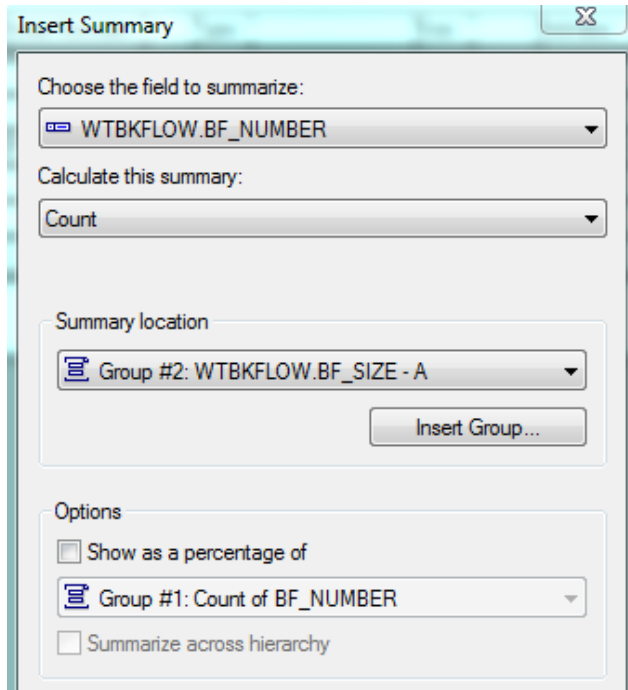 Insert Summary
Choose the field to summarize:
WTBKFLOW.BF_NUMBER
Calculate this summary:
Count
Summary location
Group #2: WTBKFLOW.BF_SIZE - A
Insert Group...
Options
Show as a percentage of
Group #1: Count of BF_NUMBER
Summarize across hierarchy